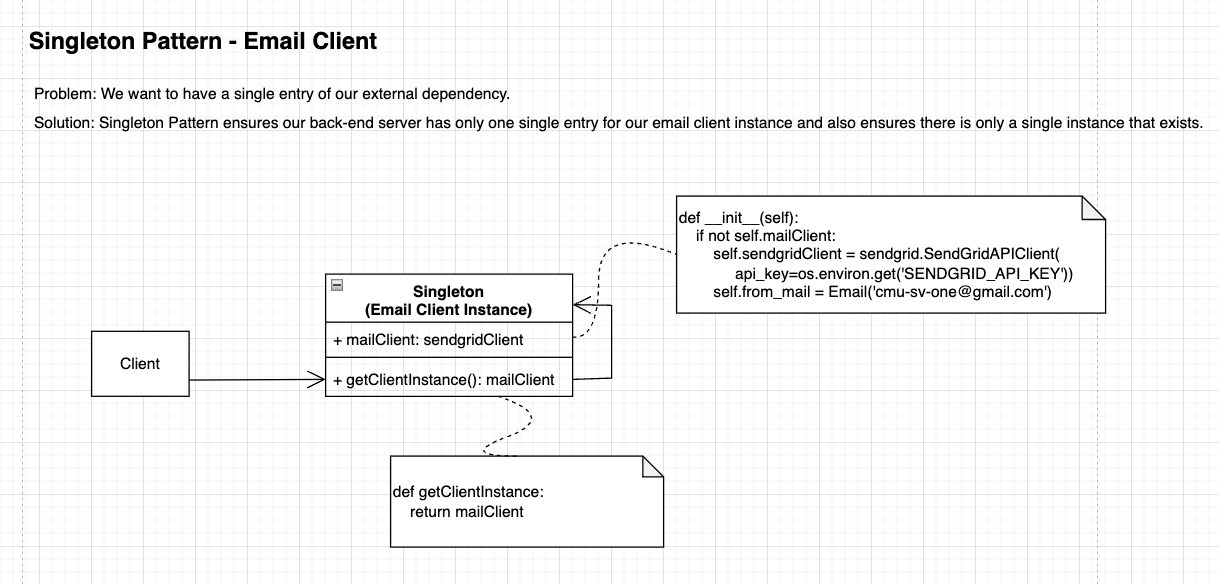 Singleton Pattern - Email Client
Problem: We want to have a single entry of our external dependency.
Solution: Singleton Pattern ensures our back-end server has only one single entry for our email client instance and also ensures there is only a single instance that exists.
def __init__(self):
if not self.mailClient:
self.sendgridClient = sendgrid.SendGridAPIClient(
api_key=os.environ.get('SENDGRID_API_KEY'))
self.from_mail = Email('cmu-sv-one@gmail.com')
Singleton
(Email Client Instance)
+ mailClient: sendgridClient
+ getClientInstance(): mailClient
Client
def getClientInstance:
return mailClient